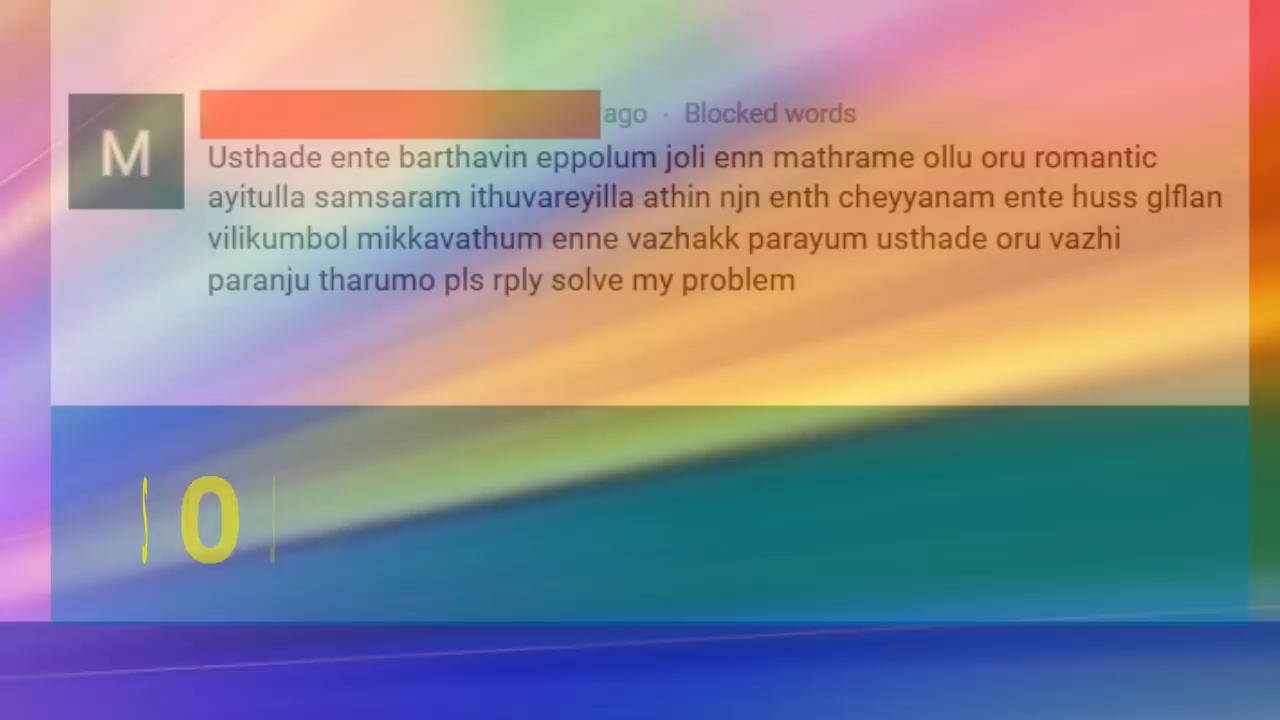 M
ago · Blocked words
Usthade ente barthavin eppolum joli enn mathrame ollu oru romantic
ayitulla samsaram ithuvareyilla athin njn enth cheyyanam ente huss glflan
vilikumbol mikkavathum enne vazhakk parayum usthade oru vazhi
paranju tharumo pls rply solve my problem
S O